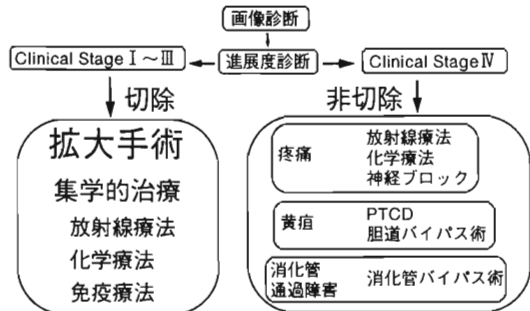 画像診断
Clinical Stage Ⅰ～Ⅲ
進展度診断
Clinical Stage Ⅳ
切除
非切除
拡大手術
集学的治療
放射線療法
化学療法
免疫療法
疼痛
放射線療法
化学療法
神経ブロック
黄疸
PTCD
胆道バイパス術
消化管
通過障害
消化管バイパス術